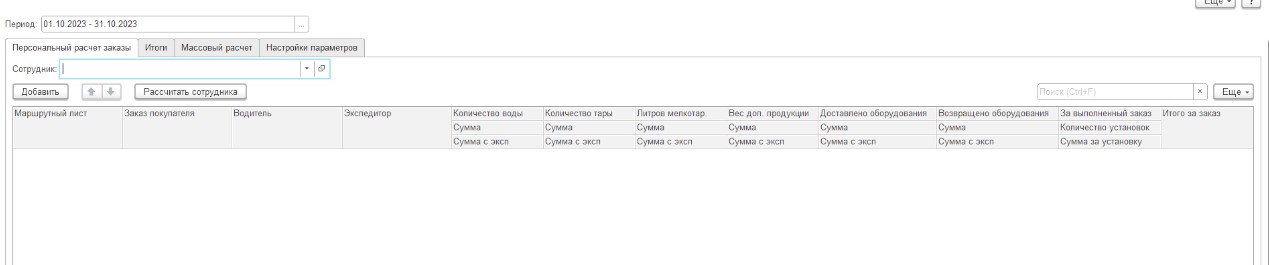 Еще ?
Период: 01.10.2023 - 31.10.2023 ...
Персональный расчет заказы Итоги Массовый расчет Настройки параметров
Сотрудник:
Добавить Рассчитать сотрудника Поиск (Ctrl+F) × Еще
Маршрутный лист Заказ покупателя Водитель Экспедитор Количество воды Количество тары Литров мелкотар. Вес доп. продукции Доставлено оборудования Возвращено оборудования За выполненный заказ Итого за заказ
Сумма Сумма Сумма Сумма Сумма Сумма Количество установок
Сумма с эксп Сумма с эксп Сумма с эксп Сумма с эксп Сумма с эксп Сумма с эксп Сумма за установку